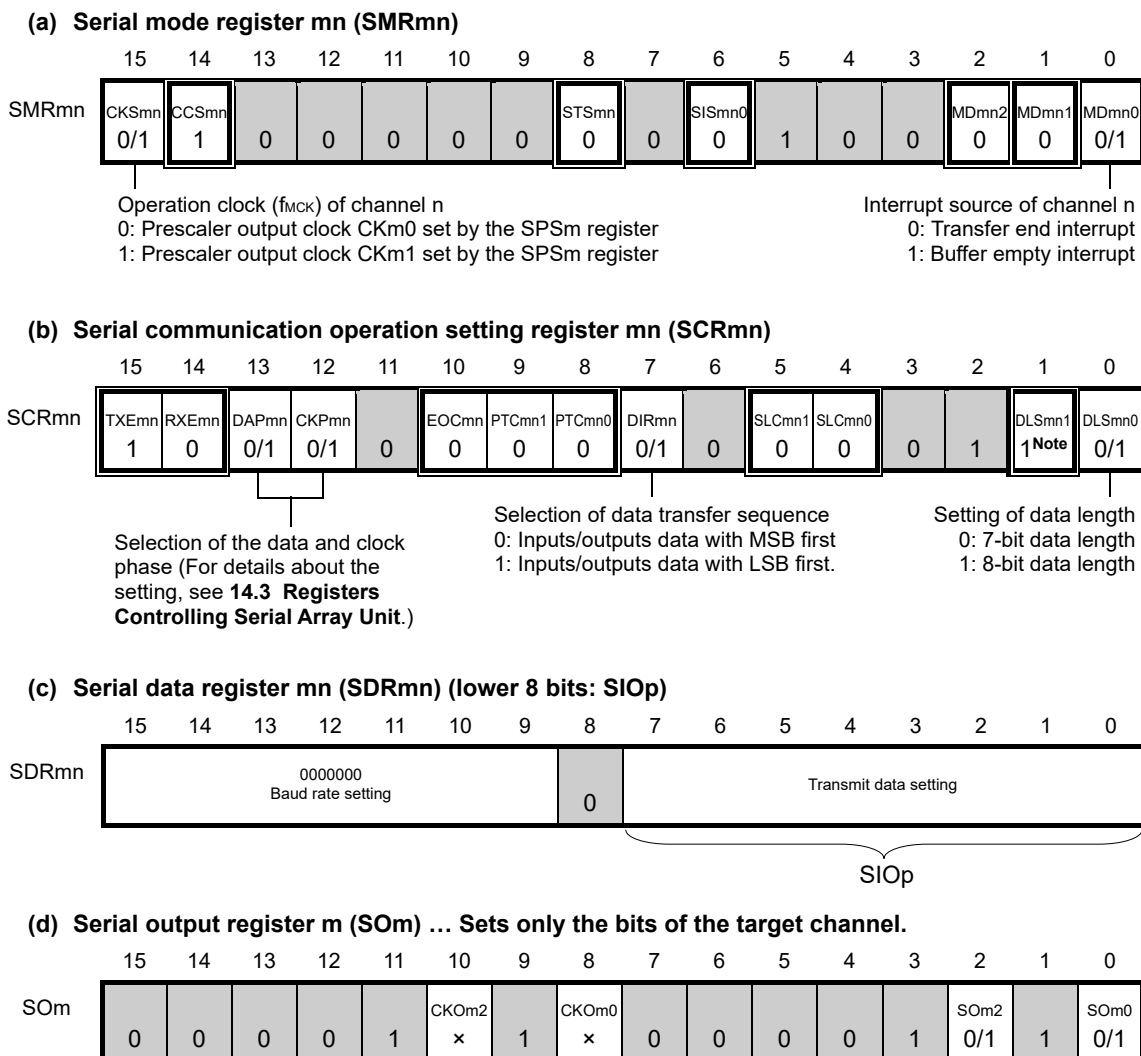 (a) Serial mode register mn (SMRmn)
15 14 13 12 11 10 9 8 7 6 5 4 3 2 1 0
SMRmn
CKSmn CCSmn STSmn SISmn0 MDmn2 MDmn1 MDmn0
0/1 1 0 0 0 0 0 0 0 0 1 0 0 0 0 0/1
Operation clock (fMCK) of channel n
0: Prescaler output clock CKm0 set by the SPSm register
1: Prescaler output clock CKm1 set by the SPSm register
Interrupt source of channel n
0: Transfer end interrupt
1: Buffer empty interrupt
(b) Serial communication operation setting register mn (SCRmn)
15 14 13 12 11 10 9 8 7 6 5 4 3 2 1 0
SCRmn
TXEmn RXEmn DAPmn CKPmn EOCmn PTCmn1 PTCmn0 DIRmn SLCmn1 SLCmn0 DLSmn1 DLSmn0
1 0 0/1 0/1 0 0 0 0 0/1 0 0 0 0 1 1 Note 0/1
Selection of the data and clock
phase (For details about the
setting, see 14.3 Registers
Controlling Serial Array Unit.)
Selection of data transfer sequence
0: Inputs/outputs data with MSB first
1: Inputs/outputs data with LSB first.
Setting of data length
0: 7-bit data length
1: 8-bit data length
(c) Serial data register mn (SDRmn) (lower 8 bits: SIOp)
15 14 13 12 11 10 9 8 7 6 5 4 3 2 1 0
SDRmn
0000000
Baud rate setting
0
Transmit data setting
SIOp
(d) Serial output register m (SOm) … Sets only the bits of the target channel.
15 14 13 12 11 10 9 8 7 6 5 4 3 2 1 0
SOm
CKOm2 CKOm0 SOm2 SOm0
0 0 0 0 1 × 1 × 0 0 0 0 1 0/1 1 0/1